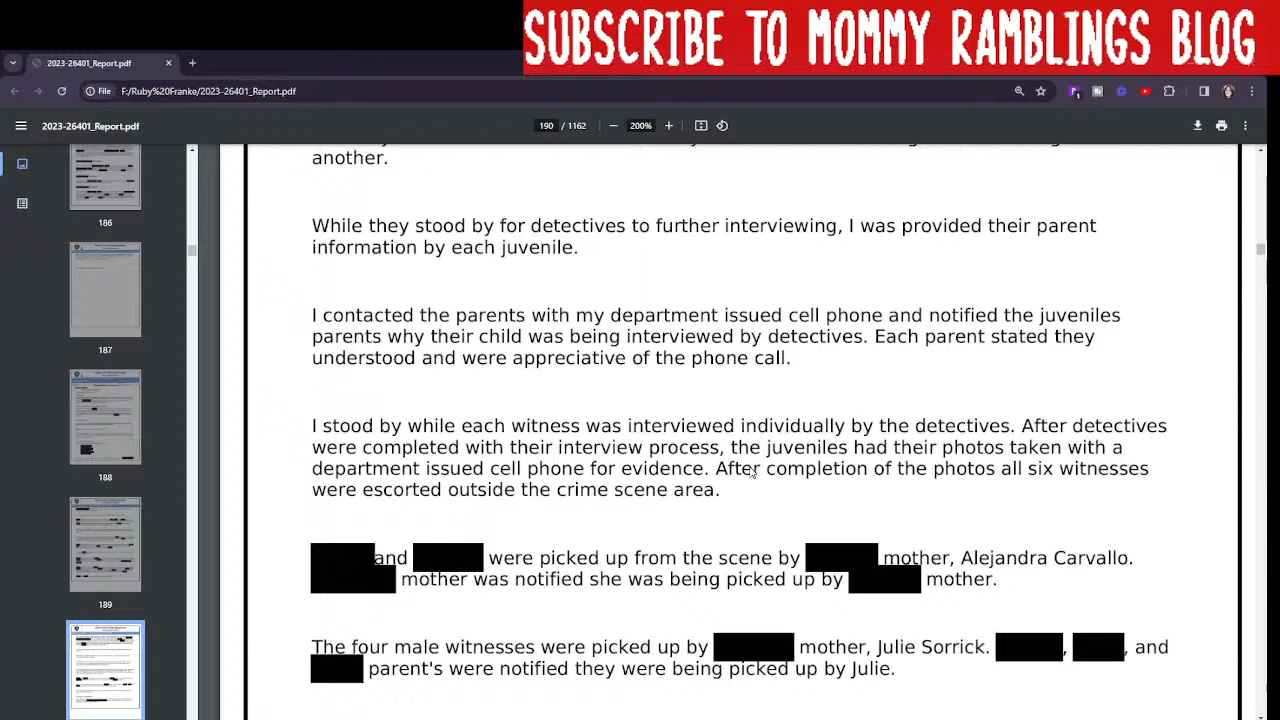 SUBSCRIBE TO MOMMY RAMBLINGS BLOG
2023-26401_Report.pdf
File F:/Ruby%20Franke/2023-26401_Report.pdf
2023-26401_Report.pdf 190 / 1162 200%
another.
While they stood by for detectives to further interviewing, I was provided their parent
information by each juvenile.
I contacted the parents with my department issued cell phone and notified the juveniles
parents why their child was being interviewed by detectives. Each parent stated they
understood and were appreciative of the phone call.
I stood by while each witness was interviewed individually by the detectives. After detectives
were completed with their interview process, the juveniles had their photos taken with a
department issued cell phone for evidence. After completion of the photos all six witnesses
were escorted outside the crime scene area.
and were picked up from the scene by mother, Alejandra Carvallo.
mother was notified she was being picked up by mother.
The four male witnesses were picked up by mother, Julie Sorrick. , , and
parent's were notified they were being picked up by Julie.
186
187
188
189